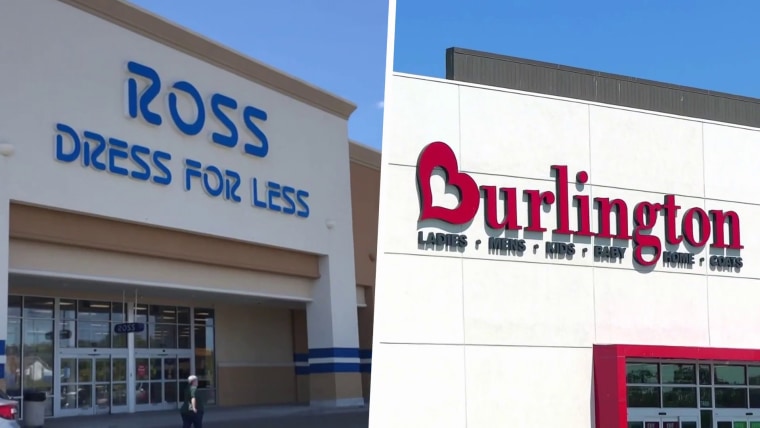 ROSS
DRESS FOR LESS
ROSS
Burlington
LADIES MENS KIDS BABY HOME COATS